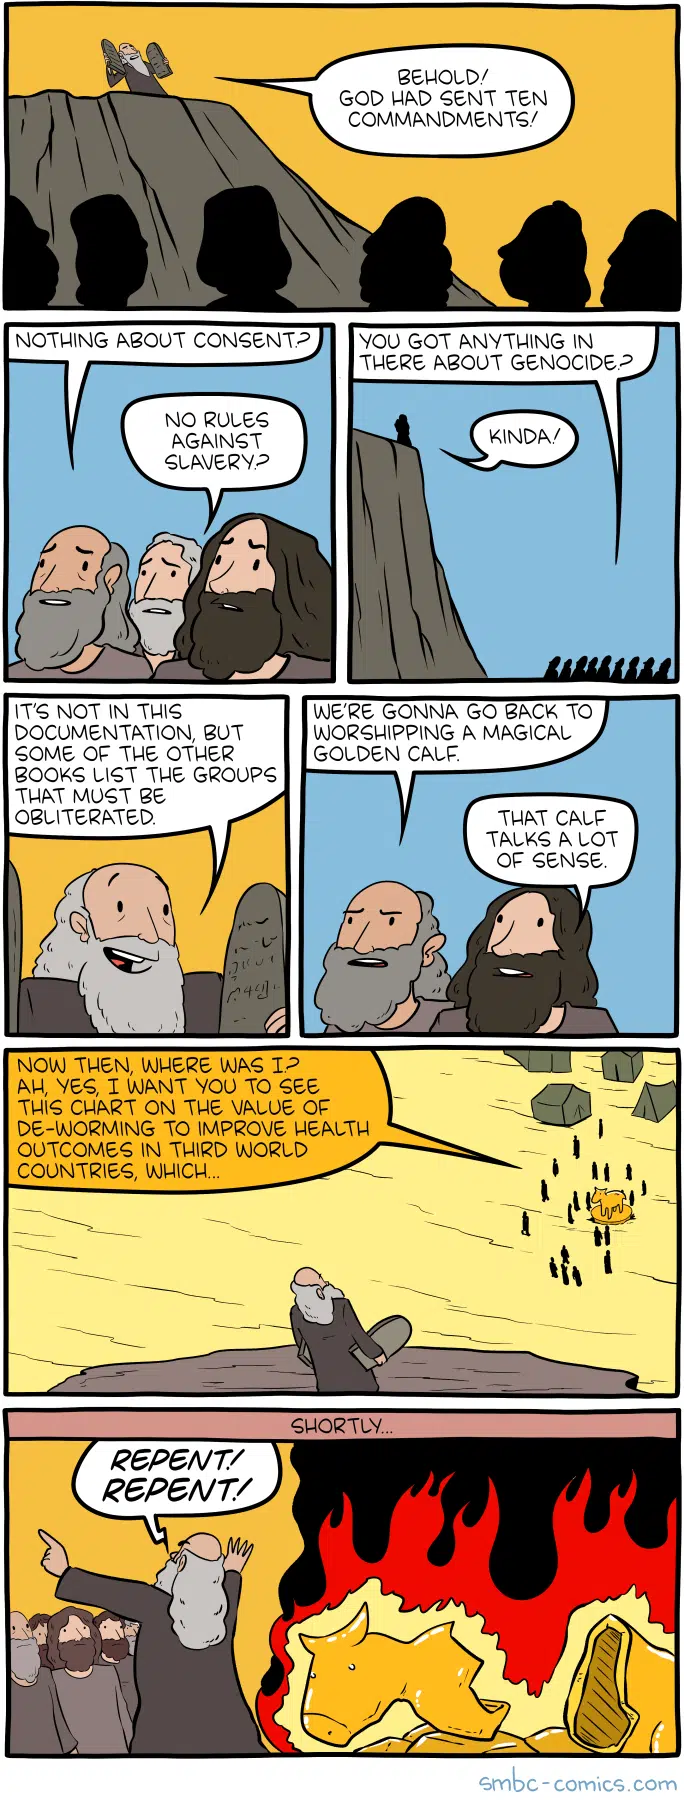 BEHOLD!
GOD HAD SENT TEN
COMMANDMENTS!
NOTHING ABOUT CONSENT?
NO RULES
AGAINST
SLAVERY?
YOU GOT ANYTHING IN
THERE ABOUT GENOCIDE?
KINDA!
IT'S NOT IN THIS
DOCUMENTATION, BUT
SOME OF THE OTHER
BOOKS LIST THE GROUPS
THAT MUST BE
OBLITERATED.
WE'RE GONNA GO BACK TO
WORSHIPPING A MAGICAL
GOLDEN CALF.
THAT CALF
TALKS A LOT
OF SENSE.
NOW THEN, WHERE WAS I?
AH, YES, I WANT YOU TO SEE
THIS CHART ON THE VALUE OF
DE-WORMING TO IMPROVE HEALTH
OUTCOMES IN THIRD WORLD
COUNTRIES, WHICH...
SHORTLY...
REPENT!
REPENT!
smbc-comics.com